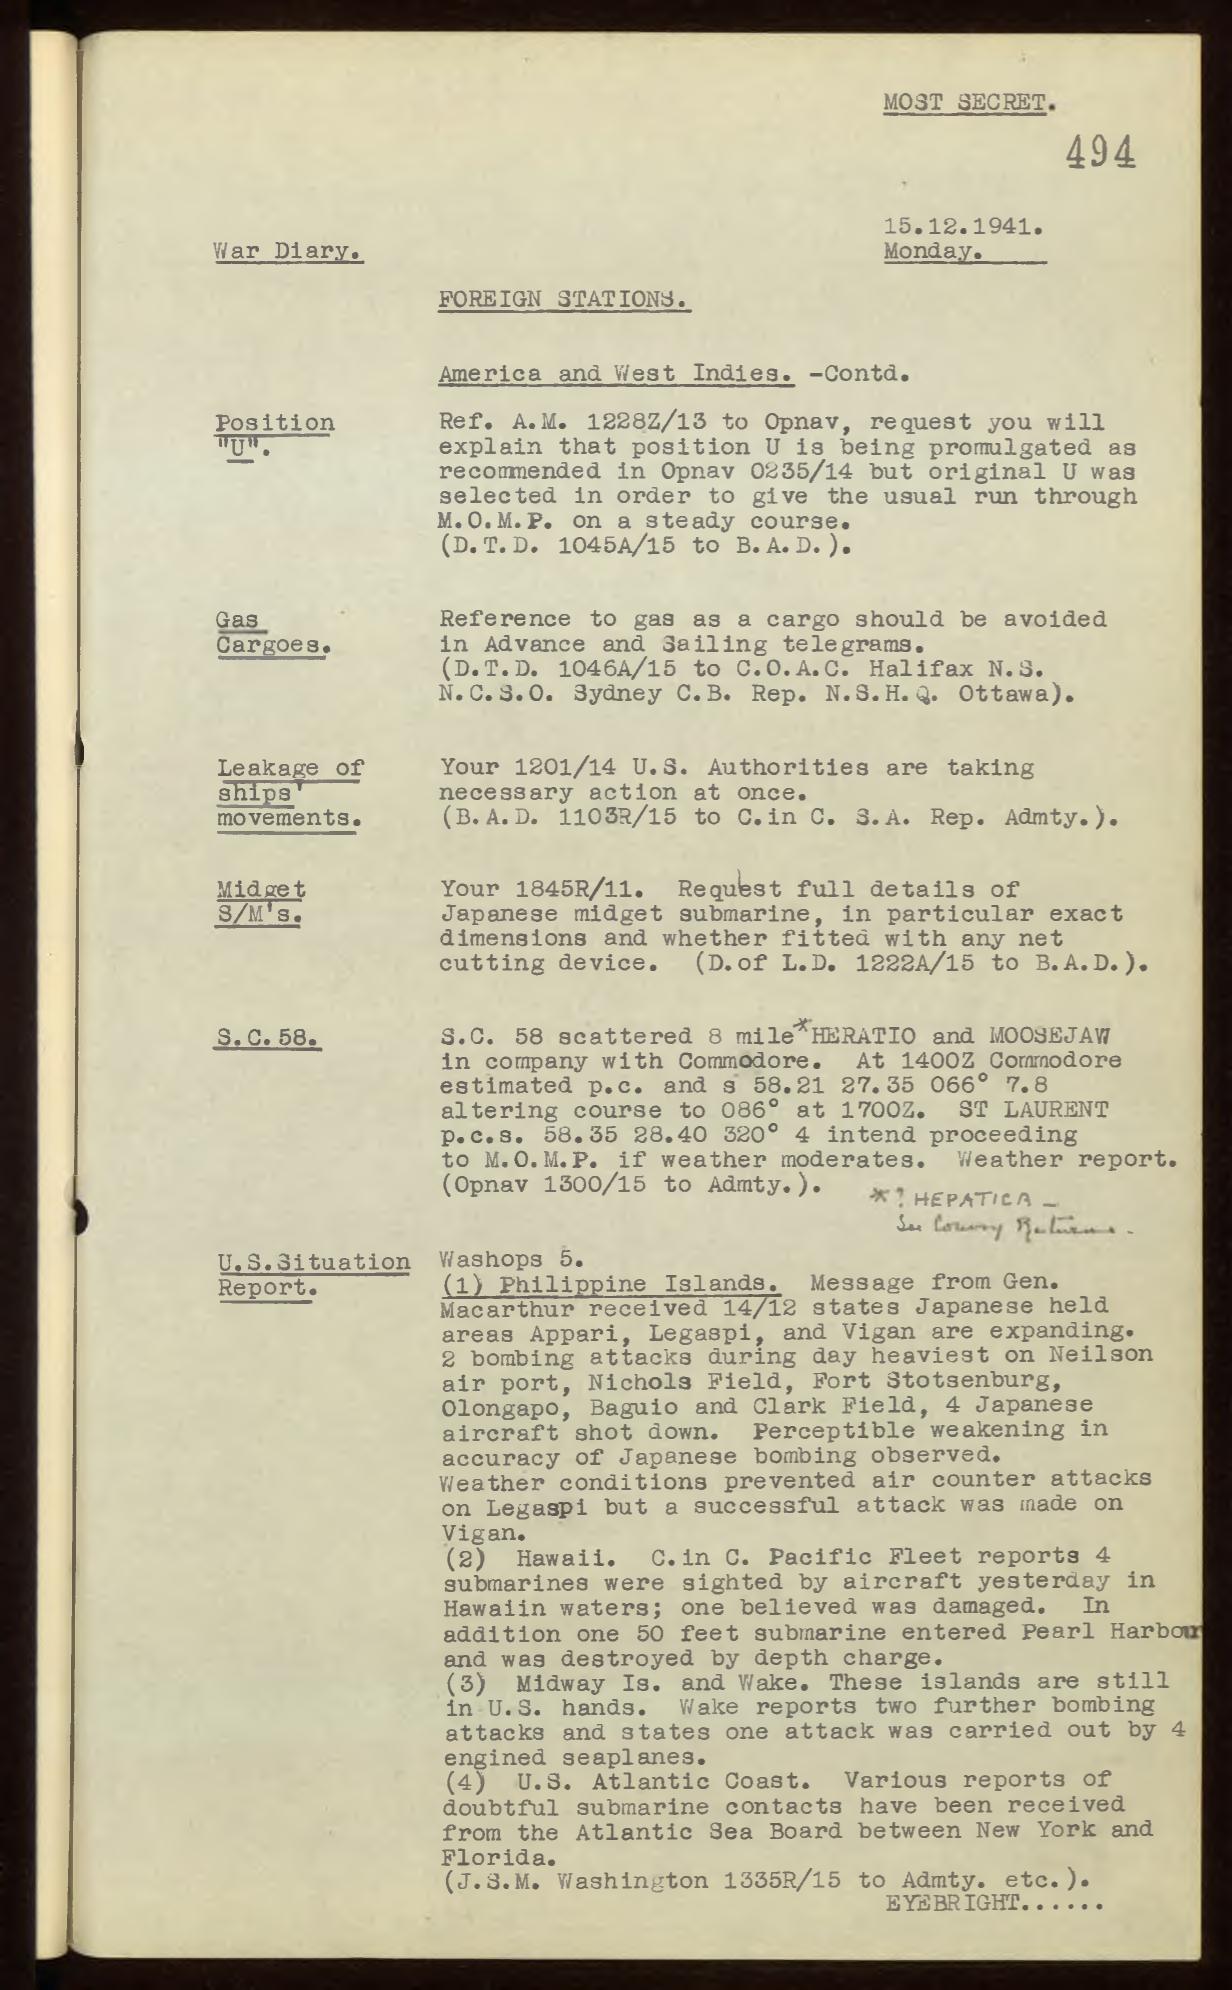 MOST SECRET.
494
15.12.1941.
War Diary.
Monday.
FOREIGN STATIONS.
America and West Indies. -Contd.
Position
"U".
Ref. A.M. 1228Z/13 to Opnav, request you will
explain that position U is being promulgated as
recommended in Opnav 0235/14 but original U was
selected in order to give the usual run through
M.O.M.P. on a steady course.
(D.T.D. 1045A/15 to B.A.D.).
Gas
Cargoes.
Reference to gas as a cargo should be avoided
in Advance and Sailing telegrams.
(D.T.D. 1046A/15 to C.O.A.C. Halifax N.S.
N.C.S.O. Sydney C.B. Rep. N.S.H.Q. Ottawa).
Leakage of
ships'
movements.
Your 1201/14 U.S. Authorities are taking
necessary action at once.
(B.A.D. 1103R/15 to C.in C. S.A. Rep. Admty.).
Midget
S/M's.
Your 1845R/11. Request full details of
Japanese midget submarine, in particular exact
dimensions and whether fitted with any net
cutting device. (D.of L.D. 1222A/15 to B.A.D.).
S.C.58.
S.C. 58 scattered 8 mile*HERATIO and MOOSEJAW
in company with Commodore. At 1400Z Commodore
estimated p.c. and s 58.21 27.35 066° 7.8
altering course to 086° at 1700Z. ST LAURENT
p.c.s. 58.35 28.40 320° 4 intend proceeding
to M.O.M.P. if weather moderates. Weather report.
(Opnav 1300/15 to Admty.).
*? HEPATICA -
See Convoy Returns -
U.S.Situation
Report.
Washops 5.
(1) Philippine Islands. Message from Gen.
Macarthur received 14/12 states Japanese held
areas Appari, Legaspi, and Vigan are expanding.
2 bombing attacks during day heaviest on Neilson
air port, Nichols Field, Fort Stotsenburg,
Olongapo, Baguio and Clark Field, 4 Japanese
aircraft shot down. Perceptible weakening in
accuracy of Japanese bombing observed.
Weather conditions prevented air counter attacks
on Legaspi but a successful attack was made on
Vigan.
(2) Hawaii. C.in C. Pacific Fleet reports 4
submarines were sighted by aircraft yesterday in
Hawaiin waters; one believed was damaged. In
addition one 50 feet submarine entered Pearl Harbour
and was destroyed by depth charge.
(3) Midway Is. and Wake. These islands are still
in U.S. hands. Wake reports two further bombing
attacks and states one attack was carried out by 4
engined seaplanes.
(4) U.S. Atlantic Coast. Various reports of
doubtful submarine contacts have been received
from the Atlantic Sea Board between New York and
Florida.
(J.S.M. Washington 1335R/15 to Admty. etc.).
EYEBRIGHT......